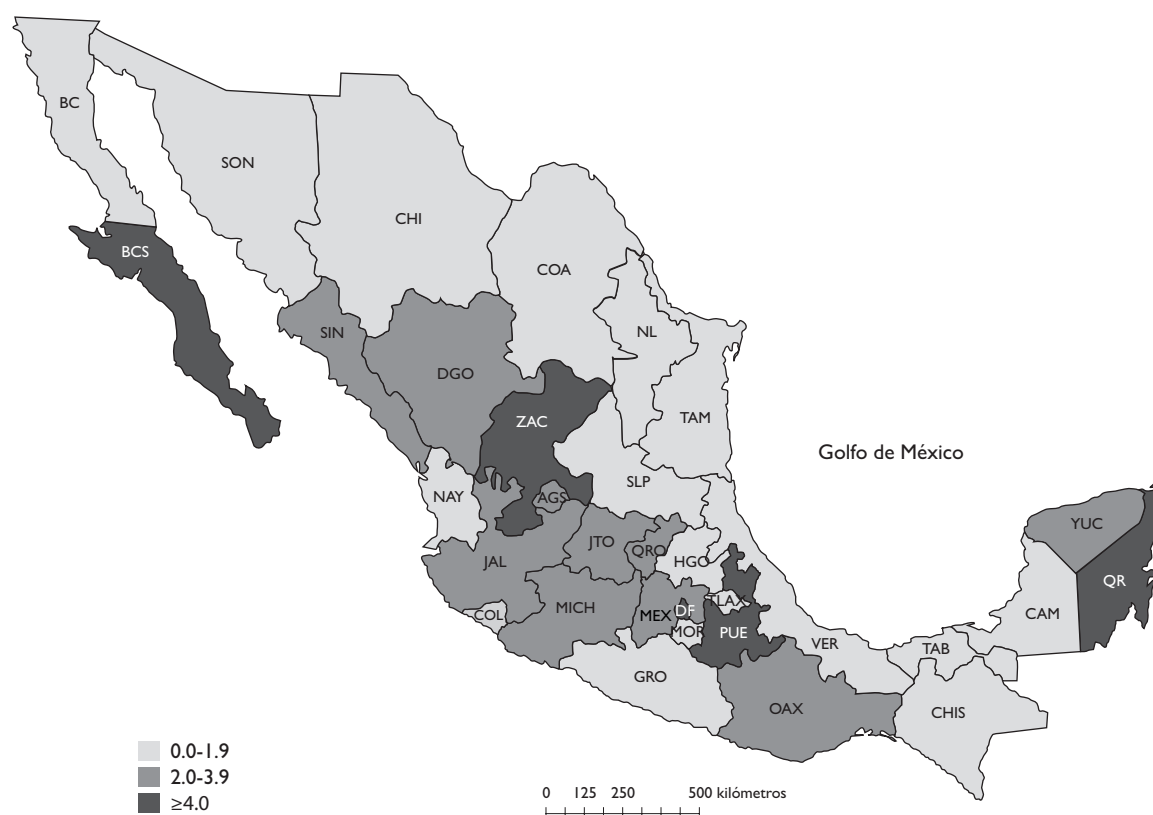 BC
SON
CHI
BCS
COA
SIN
NL
DGO
ZAC
TAM
Golfo de México
NAY
AGS
SLP
JTO
QRO
JAL
HGO
YUC
QR
COL
MICH
MEX
DF
TLAX
MOR
PUE
CAM
VER
TAB
GRO
OAX
CHIS
0.0-1.9
2.0-3.9
≥4.0
0 125 250 500 kilómetros